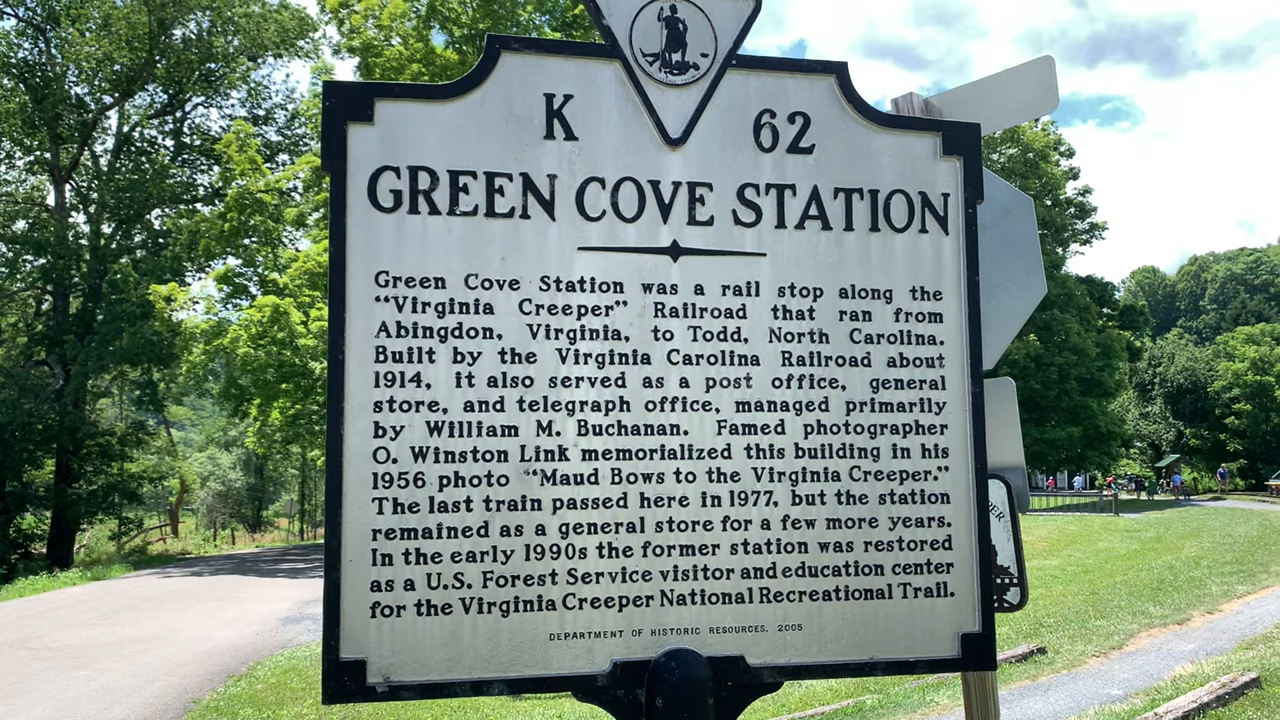 K 62
GREEN COVE STATION
Green Cove Station was a rail stop along the
“Virginia Creeper” Railroad that ran from
Abingdon, Virginia, to Todd, North Carolina.
Built by the Virginia Carolina Railroad about
1914, it also served as a post office, general
store, and telegraph office, managed primarily
by William M. Buchanan. Famed photographer
O. Winston Link memorialized this building in his
1956 photo “Maud Bows to the Virginia Creeper.”
The last train passed here in 1977, but the station
remained as a general store for a few more years.
In the early 1990s the former station was restored
as a U.S. Forest Service visitor and education center
for the Virginia Creeper National Recreational Trail.
DEPARTMENT OF HISTORIC RESOURCES. 2005